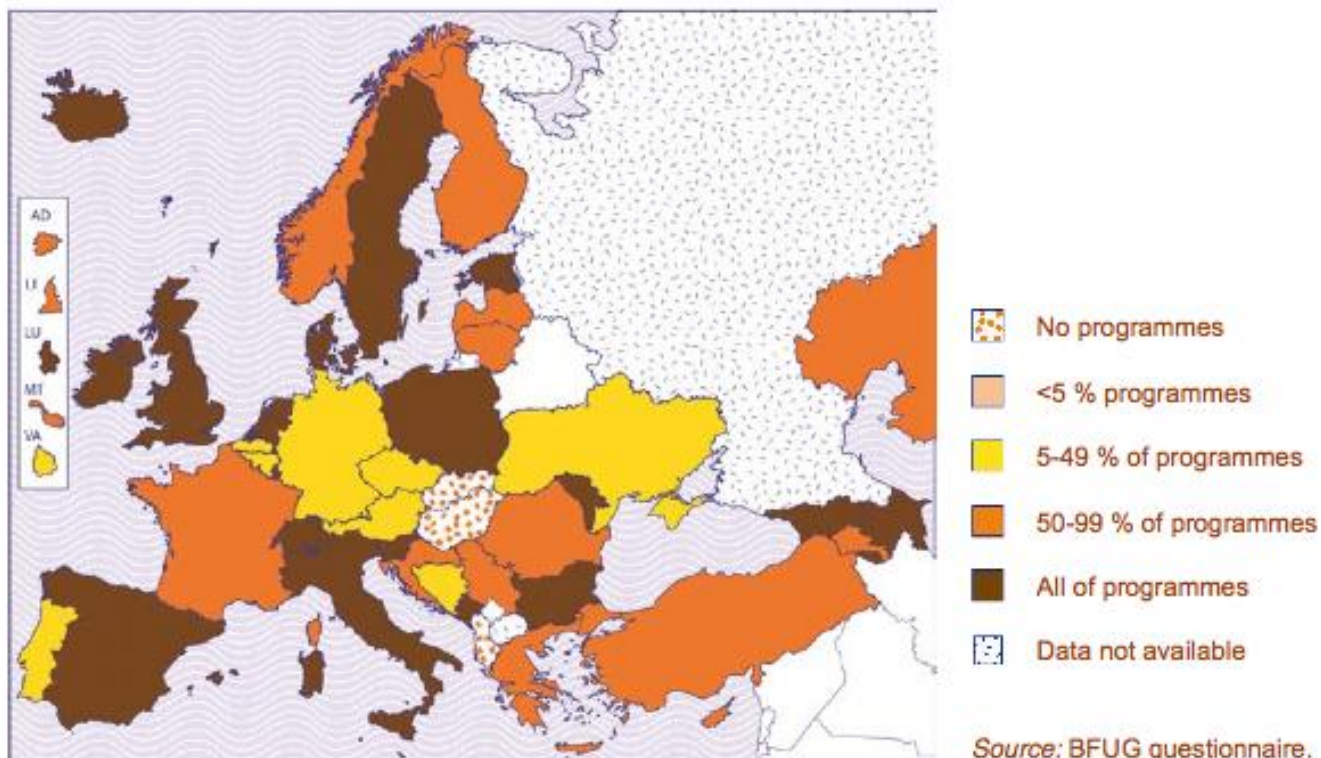 AD
LI
LU
MT
VA
No programmes
<5 % programmes
5-49 % of programmes
50-99 % of programmes
All of programmes
Data not available
Source: BFUG questionnaire.